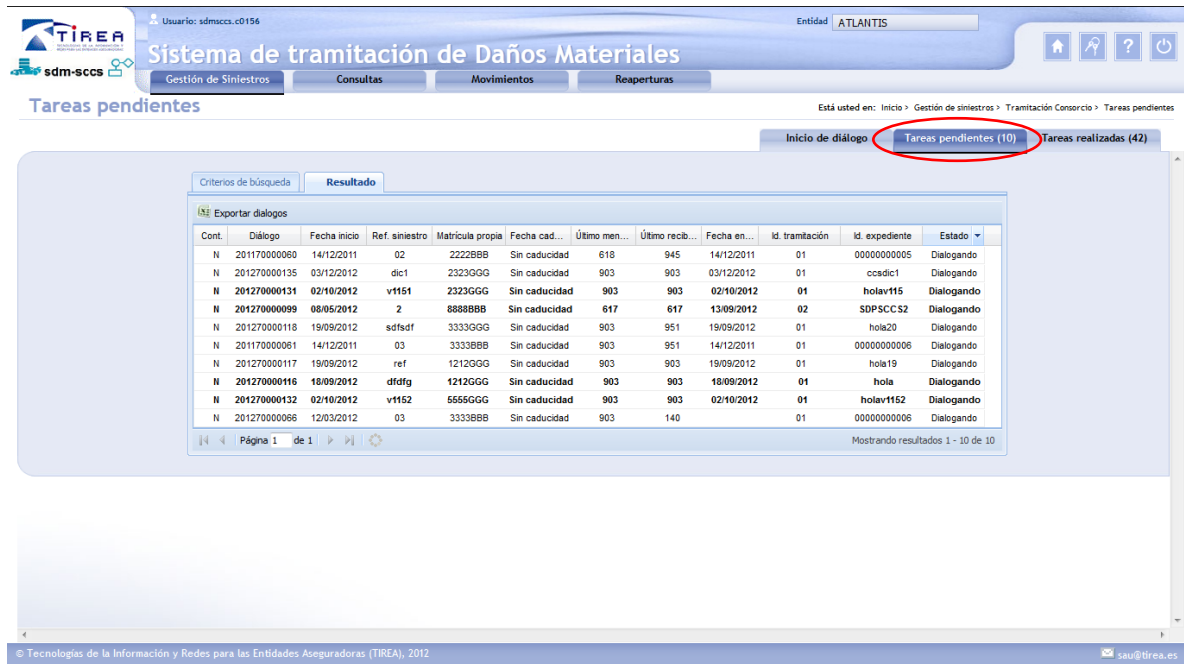 Usuario: sdmsccs.c0156
Entidad ATLANTIS
TIREA
sdm-sccs
Sistema de tramitación de Daños Materiales
? 
Gestión de Siniestros Consultas Movimientos Reaperturas
Tareas pendientes
Está usted en: Inicio > Gestión de siniestros > Tramitación Consorcio > Tareas pendientes
Inicio de diálogo Tareas pendientes (10) Tareas realizadas (42)
Criterios de búsqueda Resultado
Exportar dialogos
Cont. Diálogo Fecha inicio Ref. siniestro Matrícula propia Fecha cad... Último men... Último recib... Fecha en... Id. tramitación Id. expediente Estado
N 201170000060 14/12/2011 02 2222BBB Sin caducidad 618 945 14/12/2011 01 00000000005 Dialogando
N 201270000135 03/12/2012 dic1 2323GGG Sin caducidad 903 903 03/12/2012 01 ccsdic1 Dialogando
N 201270000131 02/10/2012 v1151 2323GGG Sin caducidad 903 903 02/10/2012 01 holav115 Dialogando
N 201270000099 08/05/2012 2 8888BBB Sin caducidad 617 617 13/09/2012 02 SDPSCCS2 Dialogando
N 201270000118 19/09/2012 sdfsdf 3333GGG Sin caducidad 903 951 19/09/2012 01 hola20 Dialogando
N 201170000061 14/12/2011 03 3333BBB Sin caducidad 903 951 14/12/2011 01 00000000006 Dialogando
N 201270000117 19/09/2012 ref 1212GGG Sin caducidad 903 903 19/09/2012 01 hola19 Dialogando
N 201270000116 18/09/2012 dfdfg 1212GGG Sin caducidad 903 903 18/09/2012 01 hola Dialogando
N 201270000132 02/10/2012 v1152 5555GGG Sin caducidad 903 903 02/10/2012 01 holav1152 Dialogando
N 201270000066 12/03/2012 03 3333BBB Sin caducidad 903 140 01 00000000006 Dialogando
Página 1 de 1 Mostrando resultados 1 - 10 de 10
© Tecnologías de la Información y Redes para las Entidades Aseguradoras (TIREA), 2012 sau@tirea.es